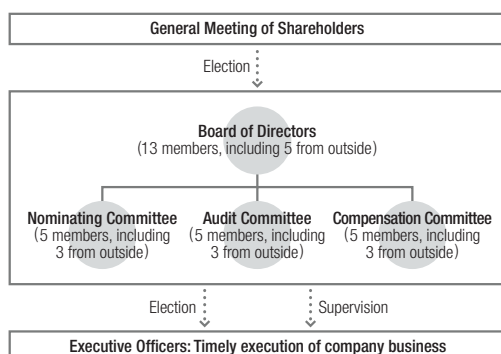 General Meeting of Shareholders
Election
Board of Directors
(13 members, including 5 from outside)
Nominating Committee
(5 members, including
3 from outside)
Audit Committee
(5 members, including
3 from outside)
Compensation Committee
(5 members, including
3 from outside)
Election
Supervision
Executive Officers: Timely execution of company business